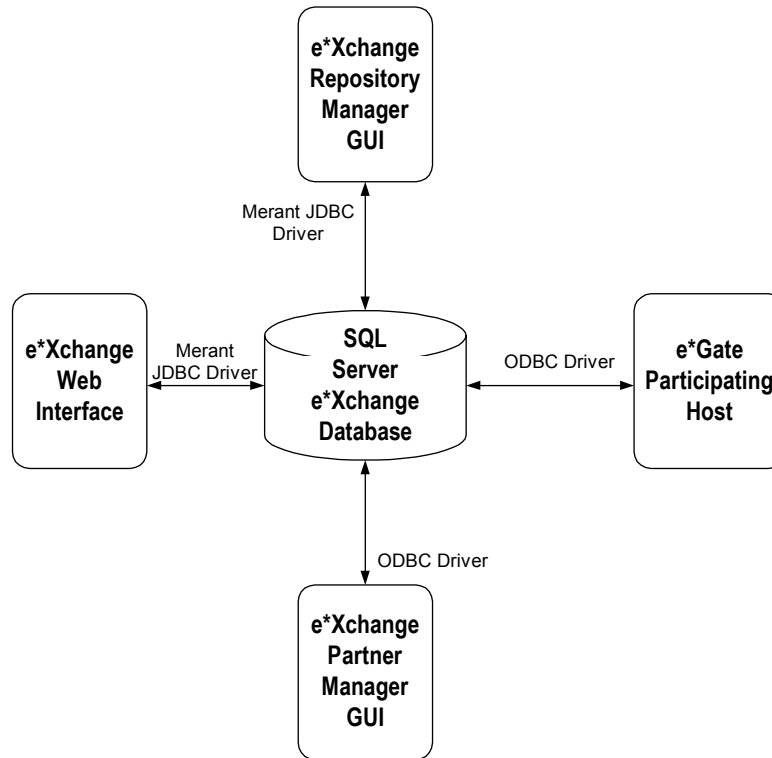 e*Xchange
Repository
Manager
GUI
Merant JDBC
Driver
e*Xchange
Web
Interface
Merant
JDBC Driver
SQL
Server
e*Xchange
Database
ODBC Driver
e*Gate
Participating
Host
ODBC Driver
e*Xchange
Partner
Manager
GUI